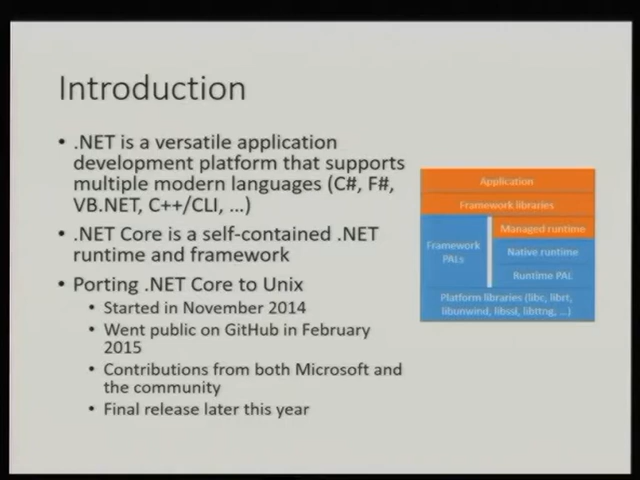 Introduction
• .NET is a versatile application
development platform that supports
multiple modern languages (C#, F#,
VB.NET, C++/CLI, ...)
• .NET Core is a self-contained .NET
runtime and framework
• Porting .NET Core to Unix
• Started in November 2014
• Went public on GitHub in February
2015
• Contributions from both Microsoft and
the community
• Final release later this year
Application
Framework libraries
Managed runtime
Framework
PALs
Native runtime
Runtime PAL
Platform libraries (libc, librt,
libunwind, libssl, libttng, ...)